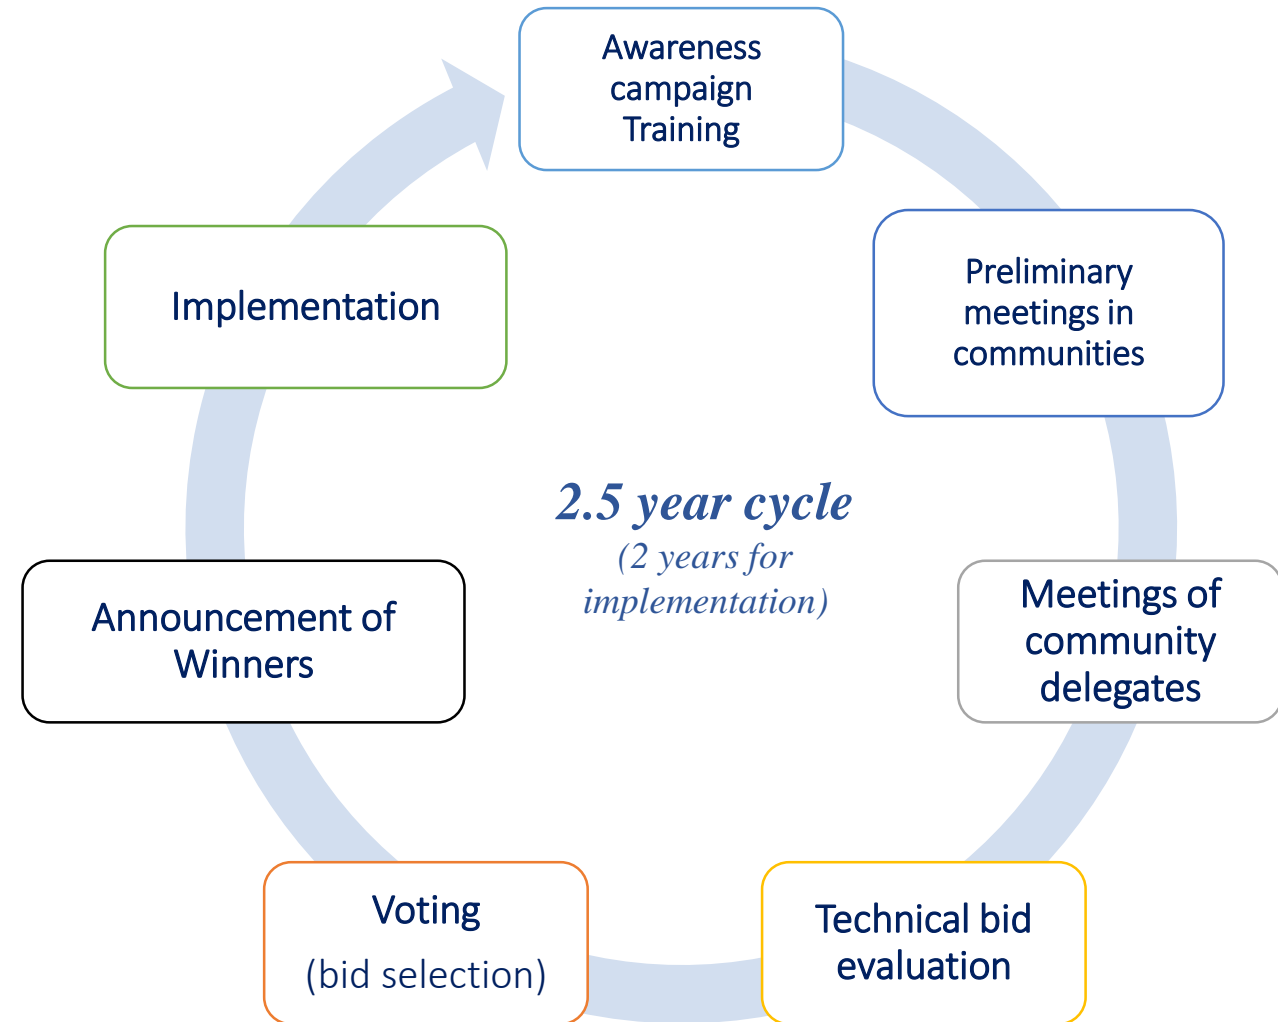 Awareness
campaign
Training
Preliminary
meetings in
communities
Meetings of
community
delegates
Technical bid
evaluation
Voting
(bid selection)
Announcement of
Winners
Implementation
2.5 year cycle
(2 years for
implementation)